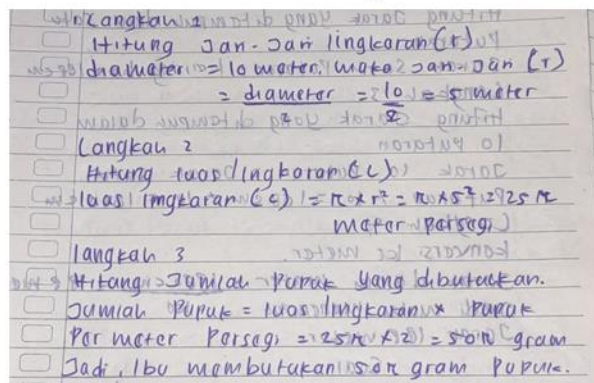 Langkah 1
Hitung Jari-Jari lingkaran (r)
diameter = 10 meter, maka Jari-Jari (r)
= diameter/2 = 10/2 = 5 meter
Langkah 2
Hitung luas lingkaran (L)
luas lingkaran (L) = π x r² = π x 5² = 25 π
meter persegi
langkah 3
Hitung Jumlah Pupuk yang dibutuhkan.
Jumlah Pupuk = luas lingkaran x Pupuk
Per meter Persegi = 25π x 2 = 50π gram
Jadi, Ibu membutukan 50π gram Pupuk.